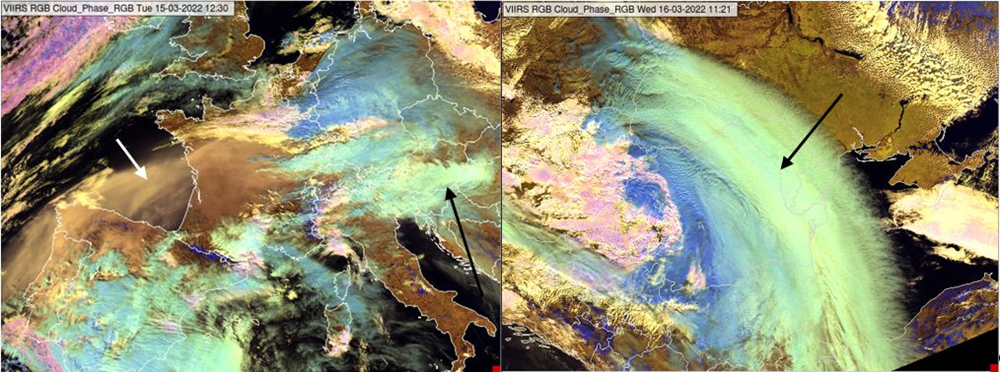 VIIRS RGB Cloud_Phase_RGB Tue 15-03-2022 12:30
VIIRS RGB Cloud_Phase_RGB Wed 16-03-2022 11:21